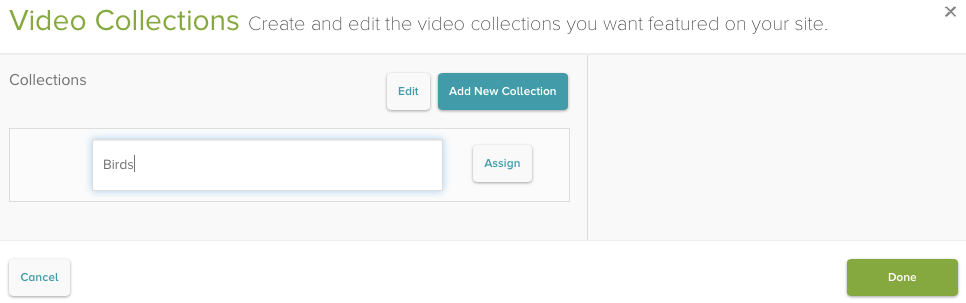 Video Collections Create and edit the video collections you want featured on your site.
Collections
Edit Add New Collection
Birds Assign
Cancel Done